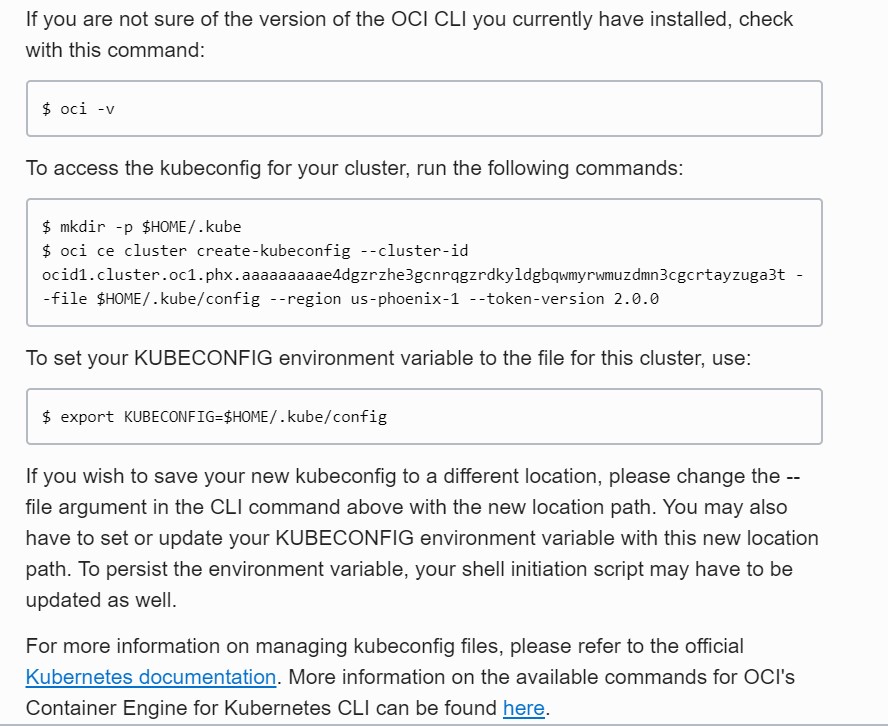 If you are not sure of the version of the OCI CLI you currently have installed, check
with this command:
$ oci -v
To access the kubeconfig for your cluster, run the following commands:
$ mkdir -p $HOME/.kube
$ oci ce cluster create-kubeconfig --cluster-id
ocid1.cluster.oc1.phx.aaaaaaaaaae4dgzrzhe3gcnrqgzrdkyldgbqwmyrwmuzdmn3cgcrtayzuga3t -
-file $HOME/.kube/config --region us-phoenix-1 --token-version 2.0.0
To set your KUBECONFIG environment variable to the file for this cluster, use:
$ export KUBECONFIG=$HOME/.kube/config
If you wish to save your new kubeconfig to a different location, please change the --
file argument in the CLI command above with the new location path. You may also
have to set or update your KUBECONFIG environment variable with this new location
path. To persist the environment variable, your shell initiation script may have to be
updated as well.
For more information on managing kubeconfig files, please refer to the official
Kubernetes documentation. More information on the available commands for OCI's
Container Engine for Kubernetes CLI can be found here.